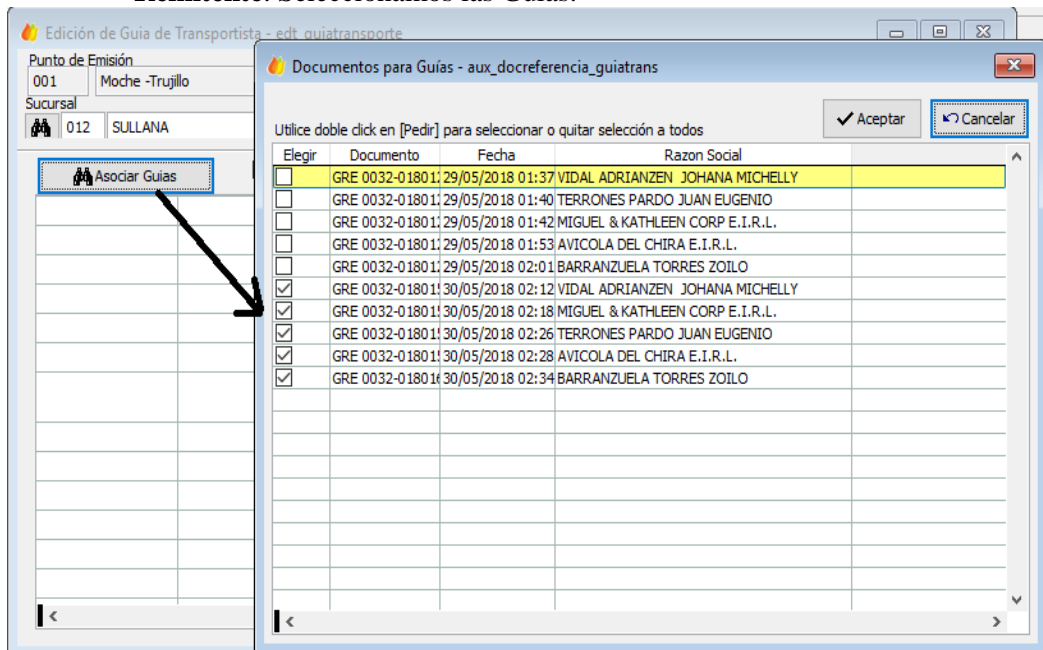 Remitente. Seleccionamos las Guías.
Edición de Guia de Transportista - edt_guiatransporte
Punto de Emisión
001 Moche -Trujillo
Sucursal
012 SULLANA
Asociar Guias
Documentos para Guías - aux_docreferencia_guiatrans
Utilice doble click en [Pedir] para seleccionar o quitar selección a todos
Aceptar
Cancelar
Elegir Documento Fecha Razon Social
GRE 0032-01801 29/05/2018 01:37 VIDAL ADRIANZEN JOHANA MICHELLY
GRE 0032-01801 29/05/2018 01:40 TERRONES PARDO JUAN EUGENIO
GRE 0032-01801 29/05/2018 01:42 MIGUEL & KATHLEEN CORP E.I.R.L.
GRE 0032-01801 29/05/2018 01:53 AVICOLA DEL CHIRA E.I.R.L.
GRE 0032-01801 29/05/2018 02:01 BARRANZUELA TORRES ZOILO
GRE 0032-01801 30/05/2018 02:12 VIDAL ADRIANZEN JOHANA MICHELLY
GRE 0032-01801 30/05/2018 02:18 MIGUEL & KATHLEEN CORP E.I.R.L.
GRE 0032-01801 30/05/2018 02:26 TERRONES PARDO JUAN EUGENIO
GRE 0032-01801 30/05/2018 02:28 AVICOLA DEL CHIRA E.I.R.L.
GRE 0032-01801 30/05/2018 02:34 BARRANZUELA TORRES ZOILO